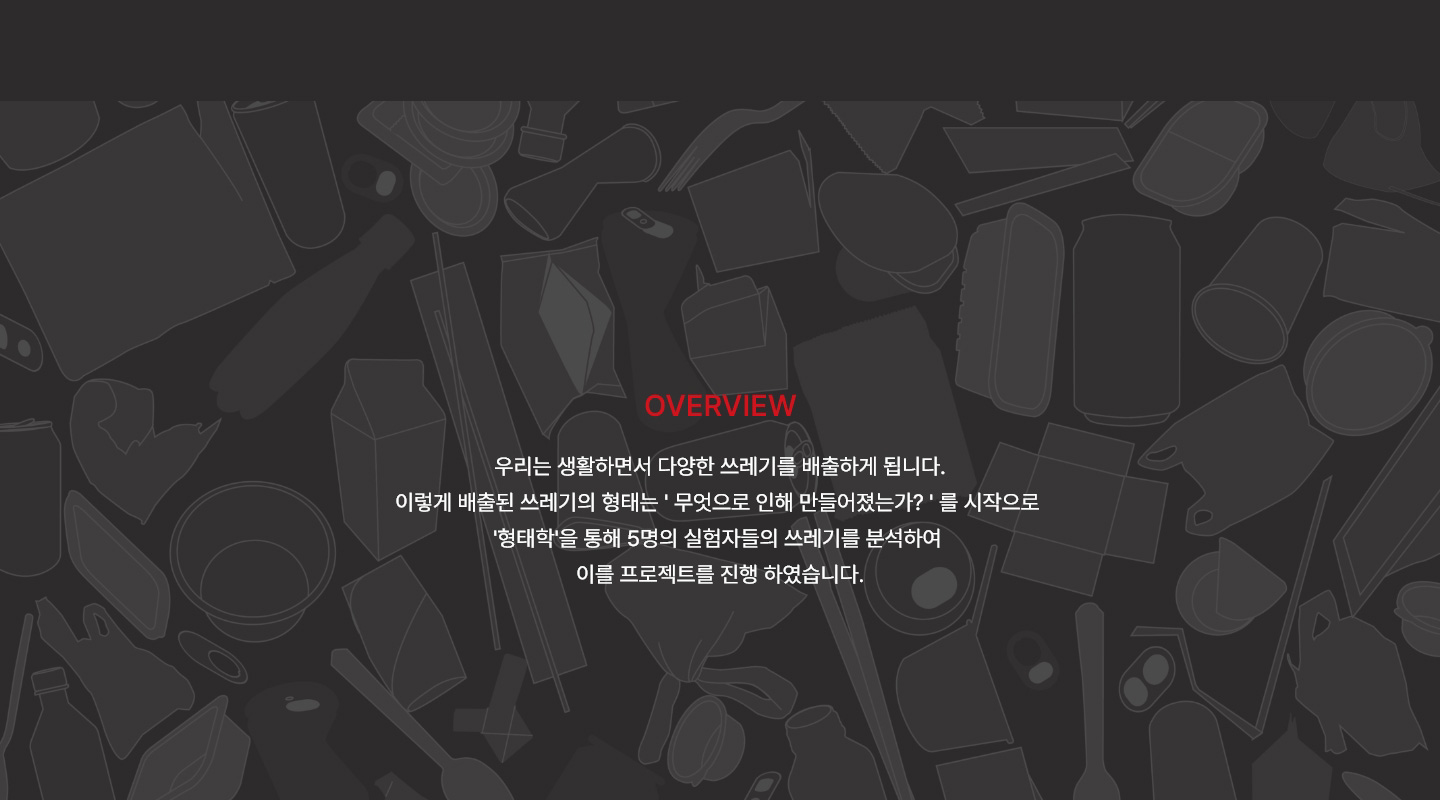 OVERVIEW
우리는 생활하면서 다양한 쓰레기를 배출하게 됩니다.
이렇게 배출된 쓰레기의 형태는 ' 무엇으로 인해 만들어졌는가? ' 를 시작으로
'형태학'을 통해 5명의 실험자들의 쓰레기를 분석하여
이를 프로젝트를 진행 하였습니다.